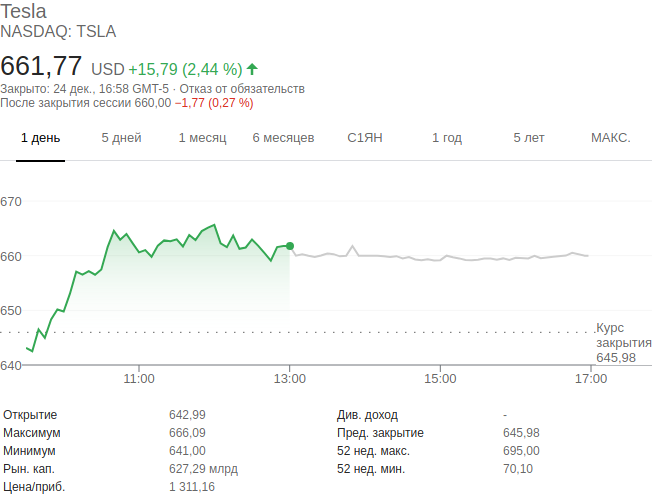 Tesla
NASDAQ: TSLA
661,77 USD +15,79 (2,44 %)
Закрыто: 24 дек., 16:58 GMT-5 · Отказ от обязательств
После закрытия сессии 660,00 −1,77 (0,27 %)
1 день 5 дней 1 месяц 6 месяцев С1ЯН 1 год 5 лет МАКС.
670
660
650
Курс
закрытия
645,98
640
11:00 13:00 15:00 17:00
Открытие 642,99 Див. доход -
Максимум 666,09 Пред. закрытие 645,98
Минимум 641,00 52 нед. макс. 695,00
Рын. кап. 627,29 млрд 52 нед. мин. 70,10
Цена/приб. 1 311,16